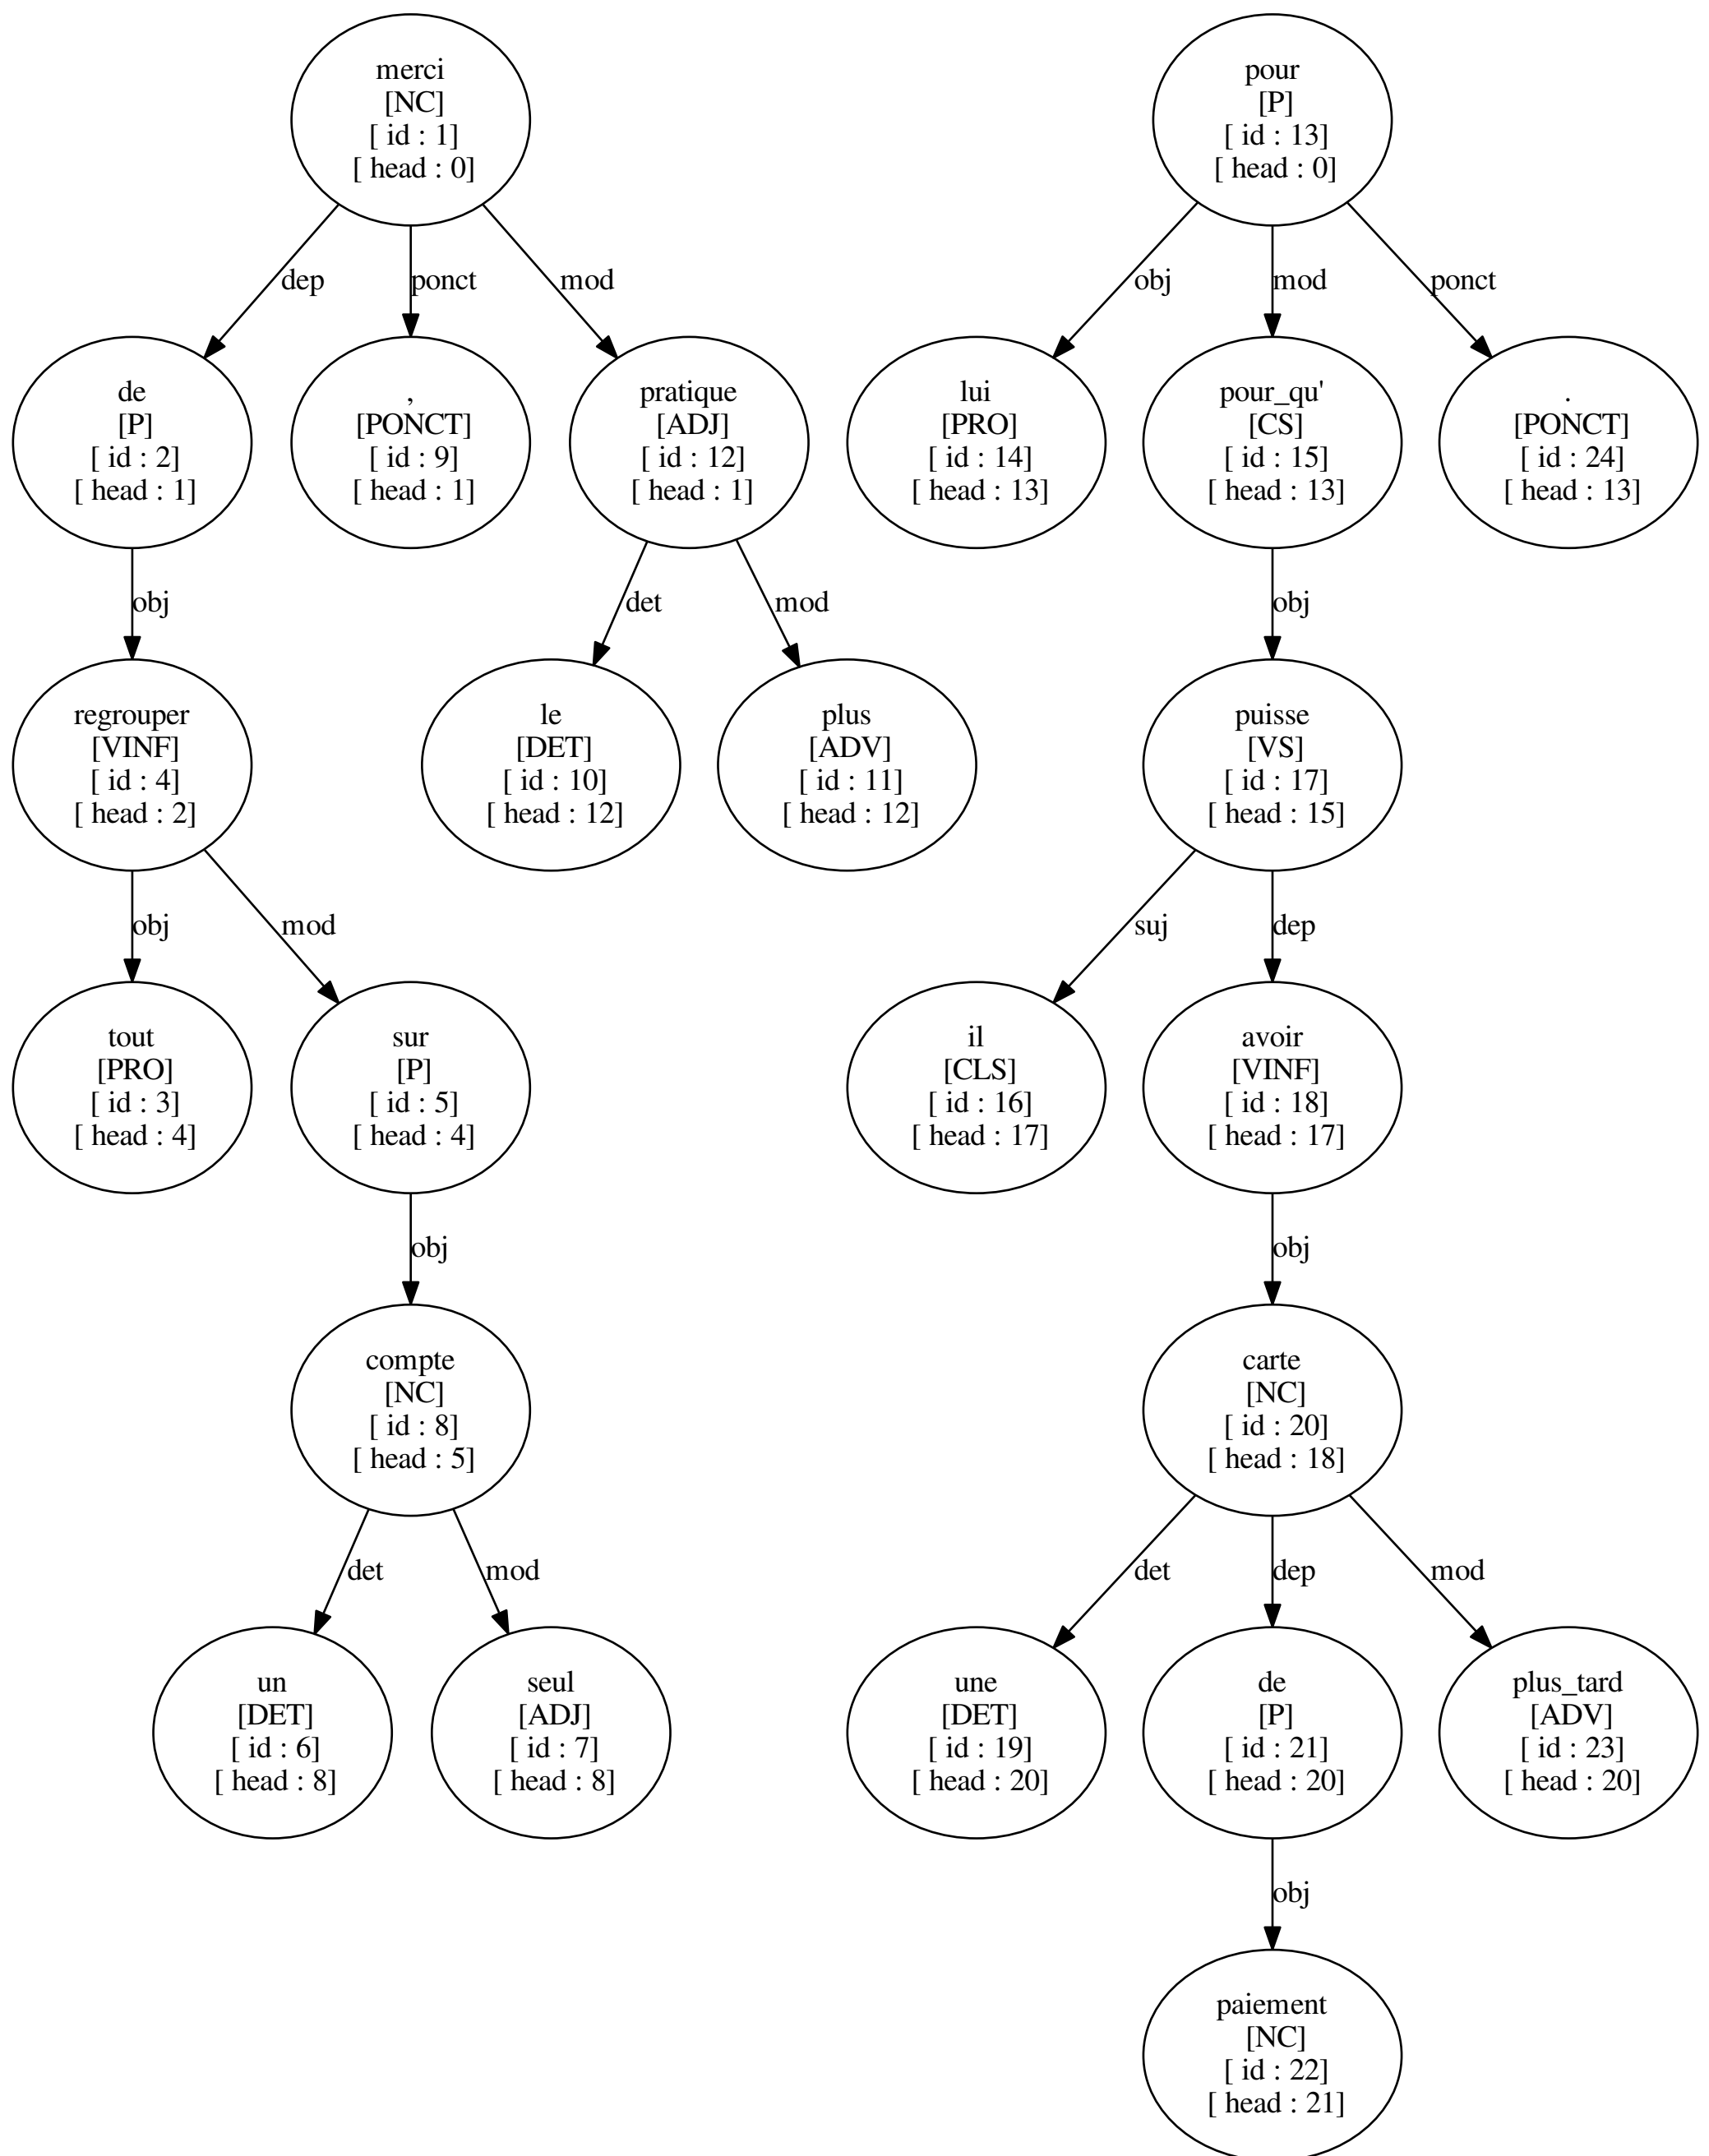 merci
[NC]
[ id : 1]
[ head : 0]
pour
[P]
[ id : 13]
[ head : 0]
dep
ponct
mod
obj
mod
ponct
de
[P]
[ id : 2]
[ head : 1]
,
[PONCT]
[ id : 9]
[ head : 1]
pratique
[ADJ]
[ id : 12]
[ head : 1]
lui
[PRO]
[ id : 14]
[ head : 13]
pour_qu'
[CS]
[ id : 15]
[ head : 13]
.
[PONCT]
[ id : 24]
[ head : 13]
obj
det
mod
obj
regrouper
[VINF]
[ id : 4]
[ head : 2]
le
[DET]
[ id : 10]
[ head : 12]
plus
[ADV]
[ id : 11]
[ head : 12]
puisse
[VS]
[ id : 17]
[ head : 15]
obj
mod
suj
dep
tout
[PRO]
[ id : 3]
[ head : 4]
sur
[P]
[ id : 5]
[ head : 4]
il
[CLS]
[ id : 16]
[ head : 17]
avoir
[VINF]
[ id : 18]
[ head : 17]
obj
obj
compte
[NC]
[ id : 8]
[ head : 5]
carte
[NC]
[ id : 20]
[ head : 18]
det
mod
det
dep
mod
un
[DET]
[ id : 6]
[ head : 8]
seul
[ADJ]
[ id : 7]
[ head : 8]
une
[DET]
[ id : 19]
[ head : 20]
de
[P]
[ id : 21]
[ head : 20]
plus_tard
[ADV]
[ id : 23]
[ head : 20]
obj
paiement
[NC]
[ id : 22]
[ head : 21]